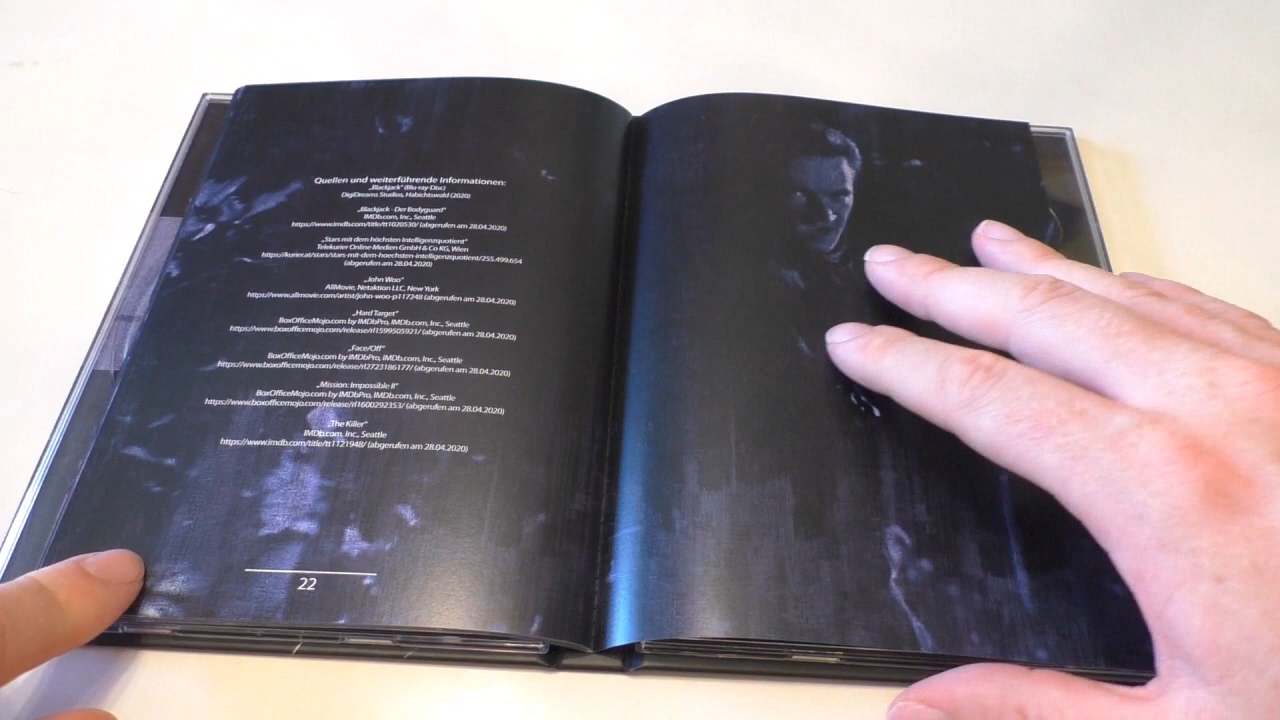 Quellen und weiterführende Informationen:
„Blackjack“ (Blu-ray-Disc)
DigiDreams Studios, Habichtswald (2020)
„Blackjack - Der Bodyguard“
IMDb.com, Inc., Seattle
https://www.imdb.com/title/tt1020530/ (abgerufen am 28.04.2020)
„Stars mit dem höchsten Intelligenzquotient“
Telekurier Online Medien GmbH & Co KG, Wien
https://kurier.at/stars/stars-mit-dem-hoechsten-intelligenzquotient/255.499.654
(abgerufen am 28.04.2020)
„John Woo“
AllMovie, Netaktion LLC, New York
https://www.allmovie.com/artist/john-woo-p117248 (abgerufen am 28.04.2020)
„Hard Target“
BoxOfficeMojo.com by IMDbPro, IMDb.com, Inc., Seattle
https://www.boxofficemojo.com/release/rl1599505921/ (abgerufen am 28.04.2020)
„Face/Off“
BoxOfficeMojo.com by IMDbPro, IMDb.com, Inc., Seattle
https://www.boxofficemojo.com/release/rl2723186177/ (abgerufen am 28.04.2020)
„Mission: Impossible II“
BoxOfficeMojo.com by IMDbPro, IMDb.com, Inc., Seattle
https://www.boxofficemojo.com/release/rl1600292353/ (abgerufen am 28.04.2020)
„The Killer“
IMDb.com, Inc., Seattle
https://www.imdb.com/title/tt1121948/ (abgerufen am 28.04.2020)
22